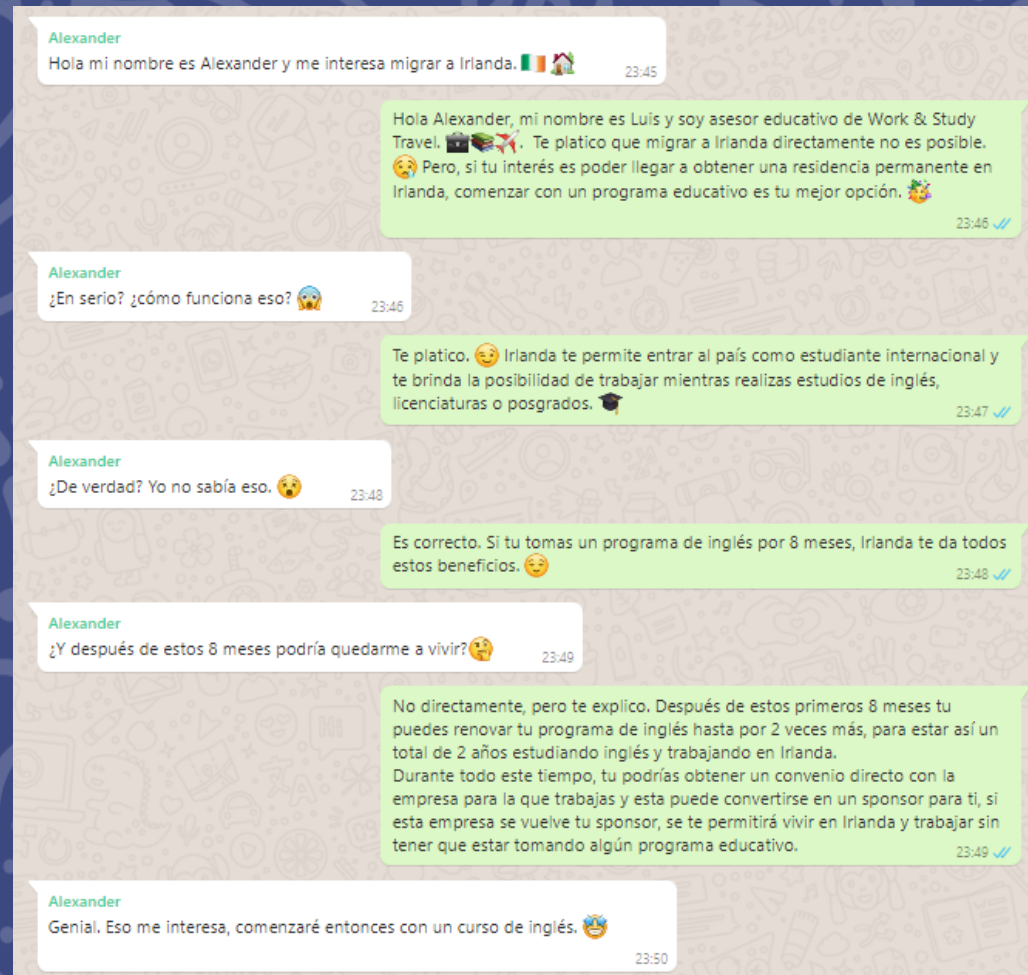 Alexander
Hola mi nombre es Alexander y me interesa migrar a Irlanda. 🇮🇪 🏠
23:45
Hola Alexander, mi nombre es Luis y soy asesor educativo de Work & Study
Travel. 💼📚✈️. Te platico que migrar a Irlanda directamente no es posible.
😢 Pero, si tu interés es poder llegar a obtener una residencia permanente en
Irlanda, comenzar con un programa educativo es tu mejor opción. 🥳
23:46
Alexander
¿En serio? ¿cómo funciona eso? 😱
23:46
Te platico. 😉 Irlanda te permite entrar al país como estudiante internacional y
te brinda la posibilidad de trabajar mientras realizas estudios de inglés,
licenciaturas o posgrados. 🎓
23:47
Alexander
¿De verdad? Yo no sabía eso. 😲
23:48
Es correcto. Si tu tomas un programa de inglés por 8 meses, Irlanda te da todos
estos beneficios. 😌
23:48
Alexander
¿Y después de estos 8 meses podría quedarme a vivir?🤔
23:49
No directamente, pero te explico. Después de estos primeros 8 meses tu
puedes renovar tu programa de inglés hasta por 2 veces más, para estar así un
total de 2 años estudiando inglés y trabajando en Irlanda.
Durante todo este tiempo, tu podrías obtener un convenio directo con la
empresa para la que trabajas y esta puede convertirse en un sponsor para ti, si
esta empresa se vuelve tu sponsor, se te permitirá vivir en Irlanda y trabajar sin
tener que estar tomando algún programa educativo.
23:49
Alexander
Genial. Eso me interesa, comenzaré entonces con un curso de inglés. 🤩
23:50